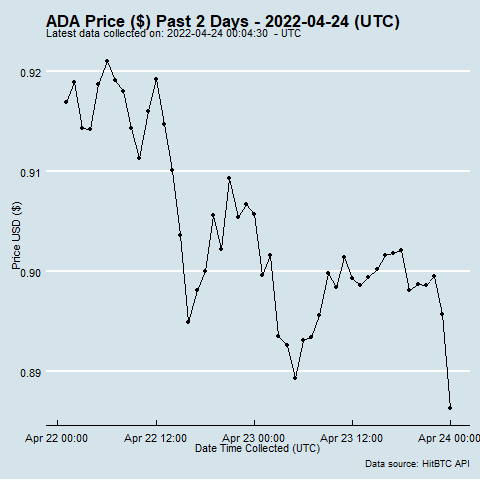 ADA Price ($) Past 2 Days - 2022-04-24 (UTC)
Latest data collected on: 2022-04-24 00:04:30 - UTC
0.92
0.91
0.90
0.89
Price USD ($)
Apr 22 00:00 Apr 22 12:00 Apr 23 00:00 Apr 23 12:00 Apr 24 00:00
Date Time Collected (UTC)
Data source: HitBTC API